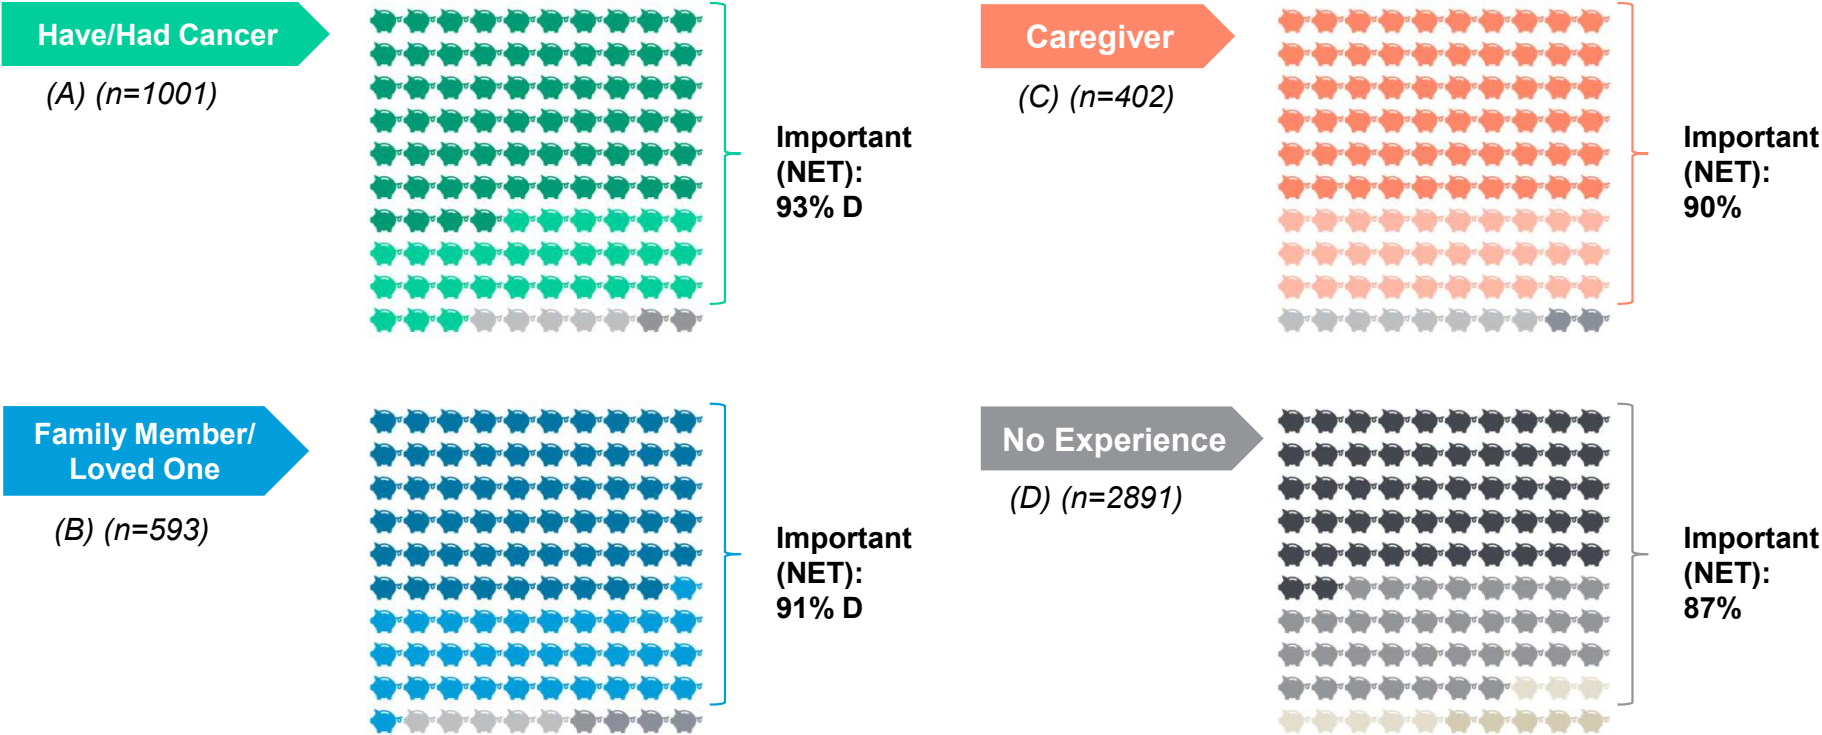 Have/Had Cancer
(A) (n=1001)
Important
(NET):
93% D
Caregiver
(C) (n=402)
Important
(NET):
90%
Family Member/
Loved One
(B) (n=593)
Important
(NET):
91% D
No Experience
(D) (n=2891)
Important
(NET):
87%